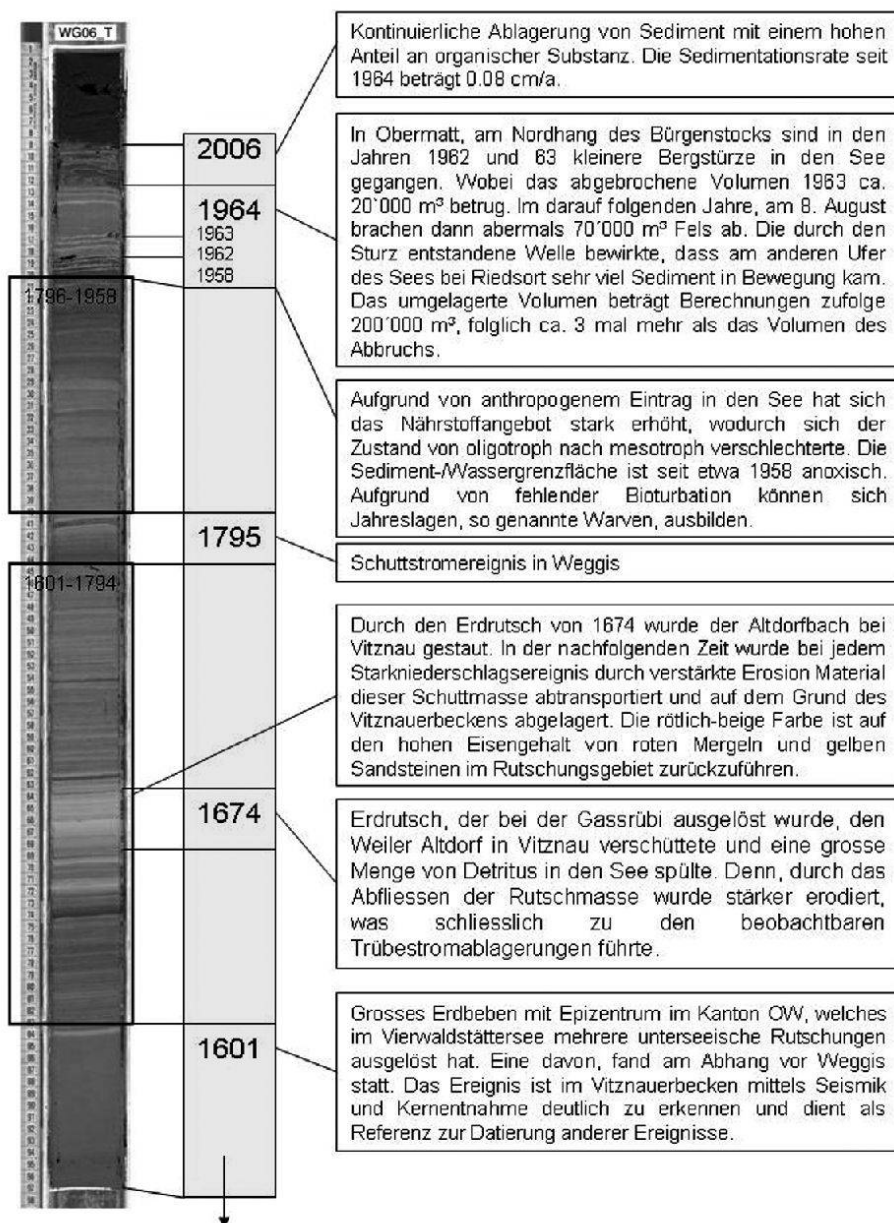 WG06_T
Kontinuierliche Ablagerung von Sediment mit einem hohen
Anteil an organischer Substanz. Die Sedimentationsrate seit
1964 beträgt 0.08 cm/a.
2006
In Obermatt, am Nordhang des Bürgenstocks sind in den
Jahren 1962 und 63 kleinere Bergstürze in den See
gegangen. Wobei das abgebrochene Volumen 1963 ca.
20´000 m³ betrug. Im darauf folgenden Jahre, am 8. August
brachen dann abermals 70´000 m³ Fels ab. Die durch den
Sturz entstandene Welle bewirkte, dass am anderen Ufer
des Sees bei Riedsort sehr viel Sediment in Bewegung kam.
Das umgelagerte Volumen beträgt Berechnungen zufolge
200´000 m³, folglich ca. 3 mal mehr als das Volumen des
Abbruchs.
1964
1963
1962
1958
1796-1958
Aufgrund von anthropogenem Eintrag in den See hat sich
das Nährstoffangebot stark erhöht, wodurch sich der
Zustand von oligotroph nach mesotroph verschlechterte. Die
Sediment-/Wassergrenzfläche ist seit etwa 1958 anoxisch.
Aufgrund von fehlender Bioturbation können sich
Jahreslagen, so genannte Warven, ausbilden.
1795
Schuttstromereignis in Weggis
1601-1794
Durch den Erdrutsch von 1674 wurde der Altdorfbach bei
Vitznau gestaut. In der nachfolgenden Zeit wurde bei jedem
Starkniederschlagsereignis durch verstärkte Erosion Material
dieser Schuttmasse abtransportiert und auf dem Grund des
Vitznauerbeckens abgelagert. Die rötlich-beige Farbe ist auf
den hohen Eisengehalt von roten Mergeln und gelben
Sandsteinen im Rutschungsgebiet zurückzuführen.
1674
Erdrutsch, der bei der Gassrübi ausgelöst wurde, den
Weiler Altdorf in Vitznau verschüttete und eine grosse
Menge von Detritus in den See spülte. Denn, durch das
Abfliessen der Rutschmasse wurde stärker erodiert,
was schliesslich zu den beobachtbaren
Trübestromablagerungen führte.
1601
Grosses Erdbeben mit Epizentrum im Kanton OW, welches
im Vierwaldstättersee mehrere unterseeische Rutschungen
ausgelöst hat. Eine davon, fand am Abhang vor Weggis
statt. Das Ereignis ist im Vitznauerbecken mittels Seismik
und Kernentnahme deutlich zu erkennen und dient als
Referenz zur Datierung anderer Ereignisse.